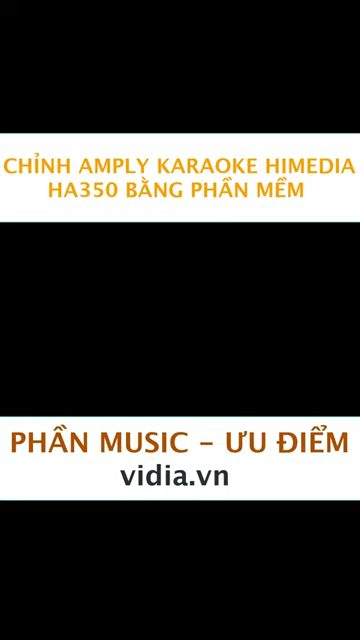 CHỈNH AMPLY KARAOKE HIMEDIA
HA350 BẰNG PHẦN MỀM
PHẦN MUSIC - ƯU ĐIỂM
vidia.vn